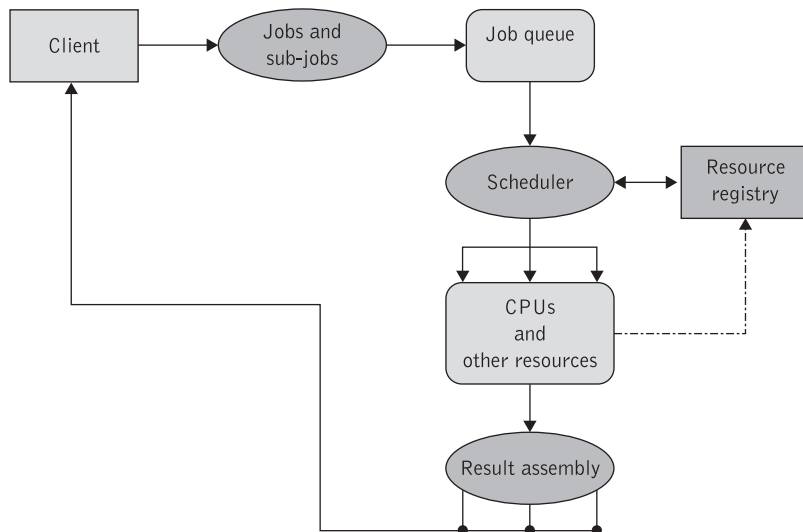 Client
Jobs and
sub-jobs
Job queue
Scheduler
Resource
registry
CPUs
and
other resources
Result assembly